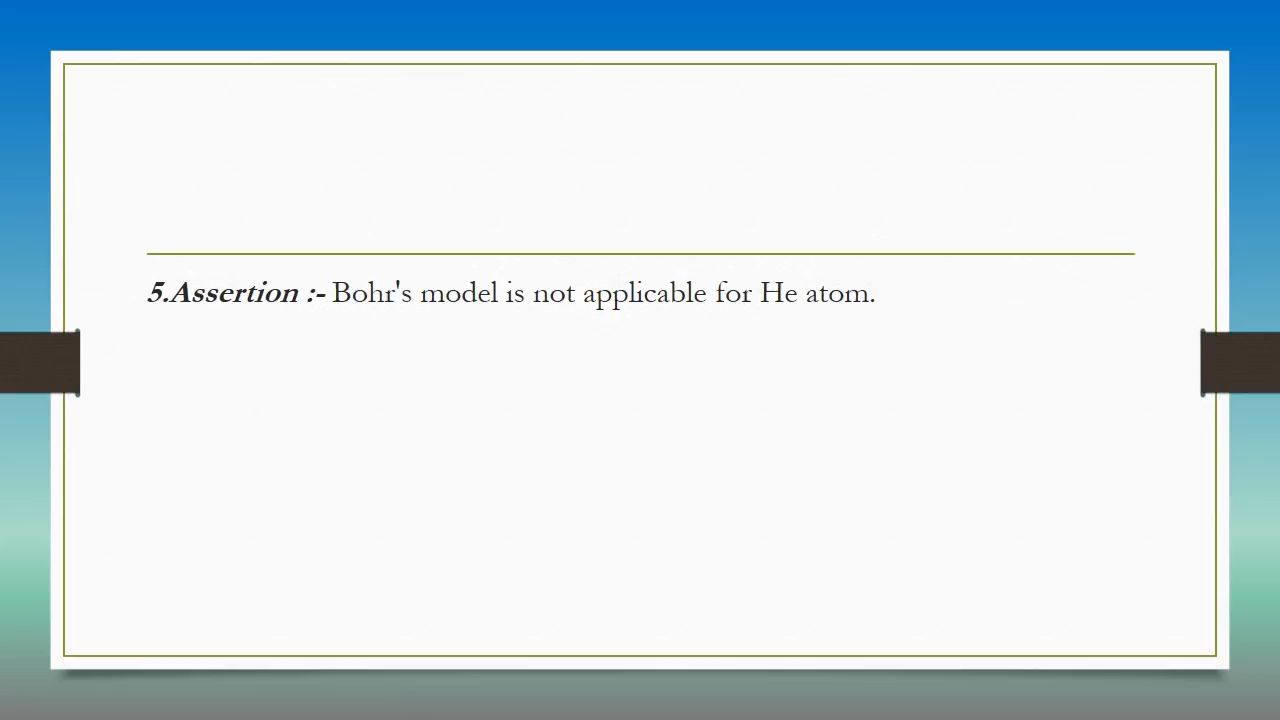 5.Assertion :- Bohr's model is not applicable for He atom.